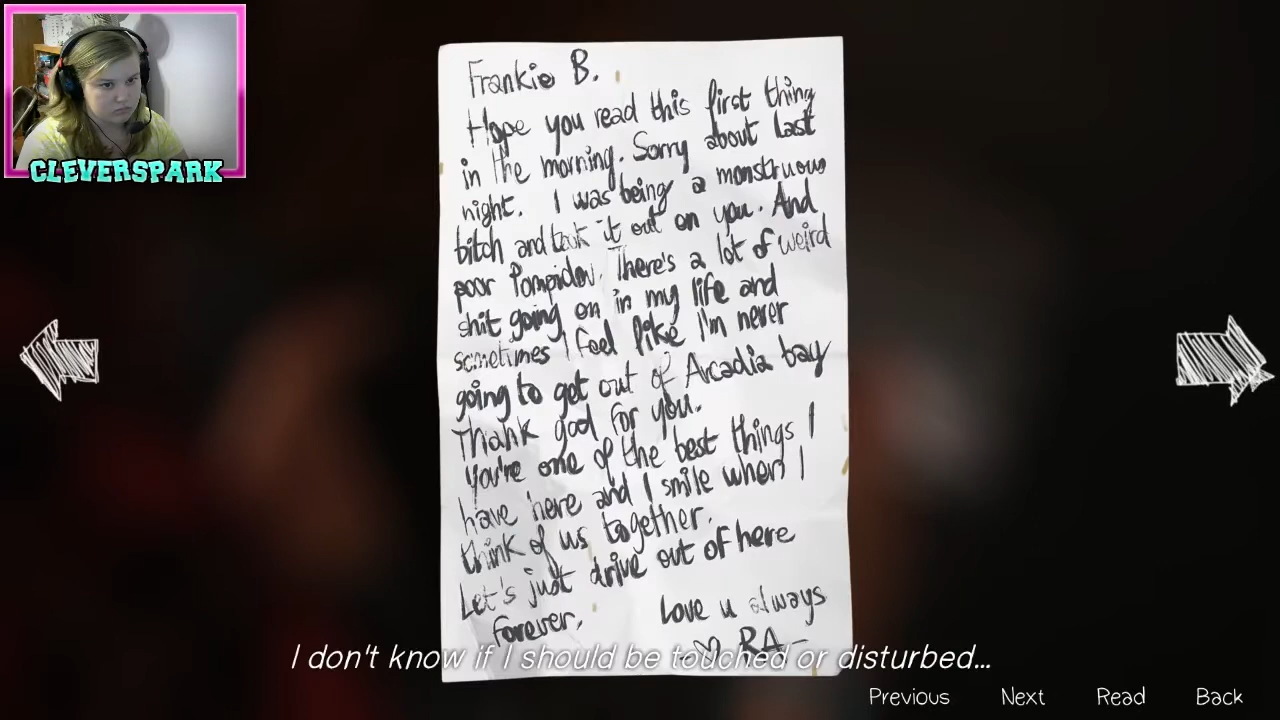 CLEVERSPARK
Frankie B.
Hope you read this first thing
in the morning. Sorry about last
night. I was being a monstruous
bitch and took it out on you. And
poor Pompidou. There's a lot of weird
shit going on in my life and
sometimes I feel like I'm never
going to get out of Arcadia bay
Thank god for you.
You're one of the best things I
have here and I smile when I
think of us together.
Let's just drive out of here
forever.
Love u always
-♡ RA-
I don't know if I should be touched or disturbed...
Previous Next Read Back